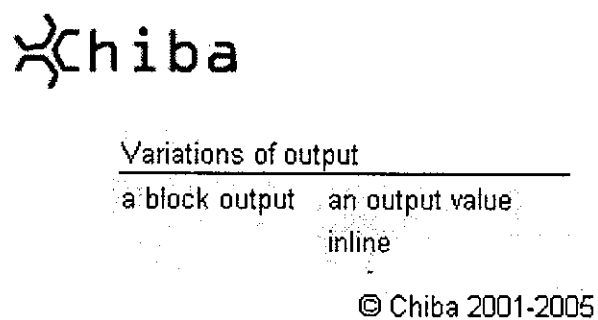 Chiba
Variations of output
a block output an output value
inline
© Chiba 2001-2005